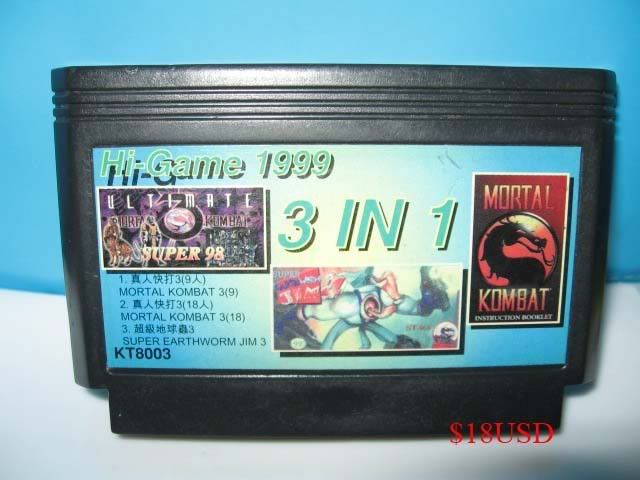 Hi-Game 1999
3 IN 1
ULTIMATE
KOMBAT
SUPER 98
SUPER
JIM
MORTAL
KOMBAT
INSTRUCTION BOOKLET
1. 真人快打3(9人)
MORTAL KOMBAT 3(9)
2. 真人快打3(18人)
MORTAL KOMBAT 3(18)
3. 超級地球蟲3
SUPER EARTHWORM JIM 3
KT8003
$18USD